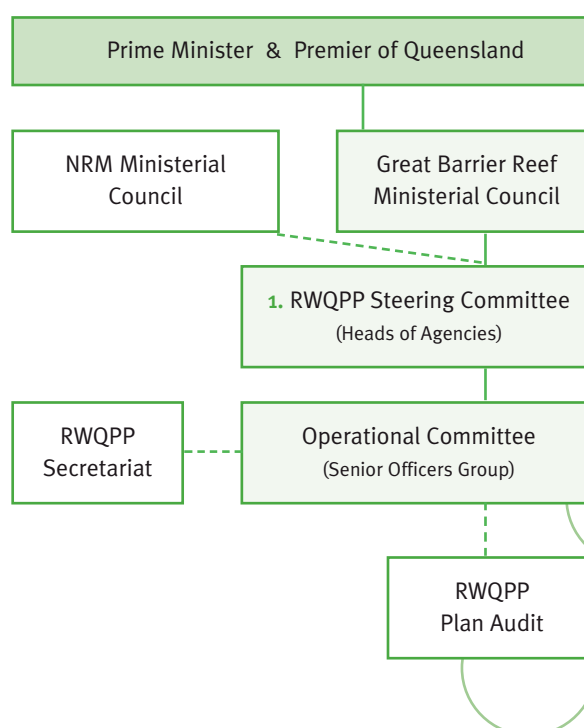 Prime Minister & Premier of Queensland
NRM Ministerial
Council
Great Barrier Reef
Ministerial Council
1. RWQPP Steering Committee
(Heads of Agencies)
RWQPP
Secretariat
Operational Committee
(Senior Officers Group)
RWQPP
Plan Audit